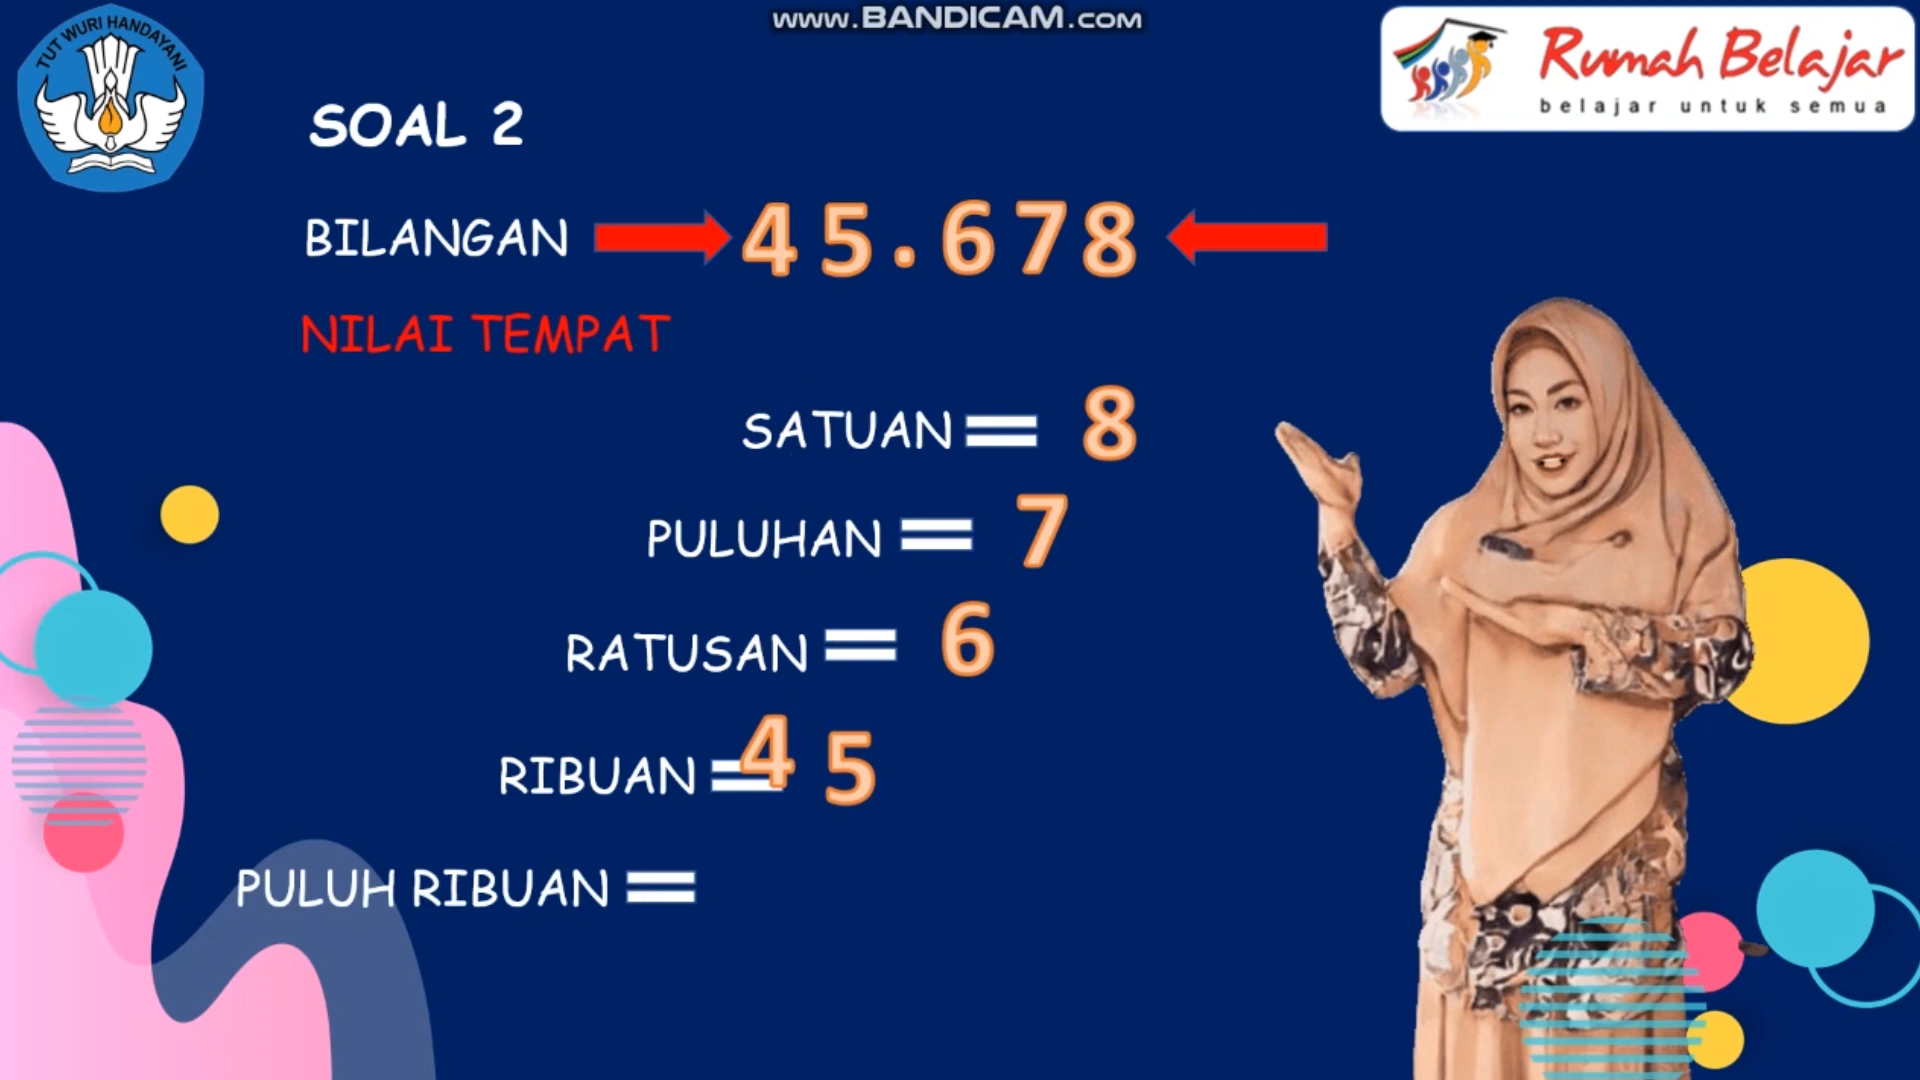 www.BANDICAM.com
TUT WURI HANDAYANI
Rumah Belajar
belajar untuk semua
SOAL 2
BILANGAN 45.678
NILAI TEMPAT
SATUAN = 8
PULUHAN = 7
RATUSAN = 6
RIBUAN = 4 5
PULUH RIBUAN =